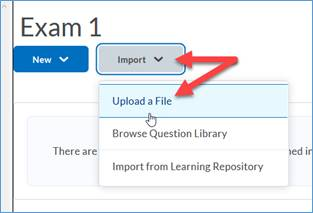 Exam 1
New Import
Upload a File
Browse Question Library
Import from Learning Repository
There are
ned in